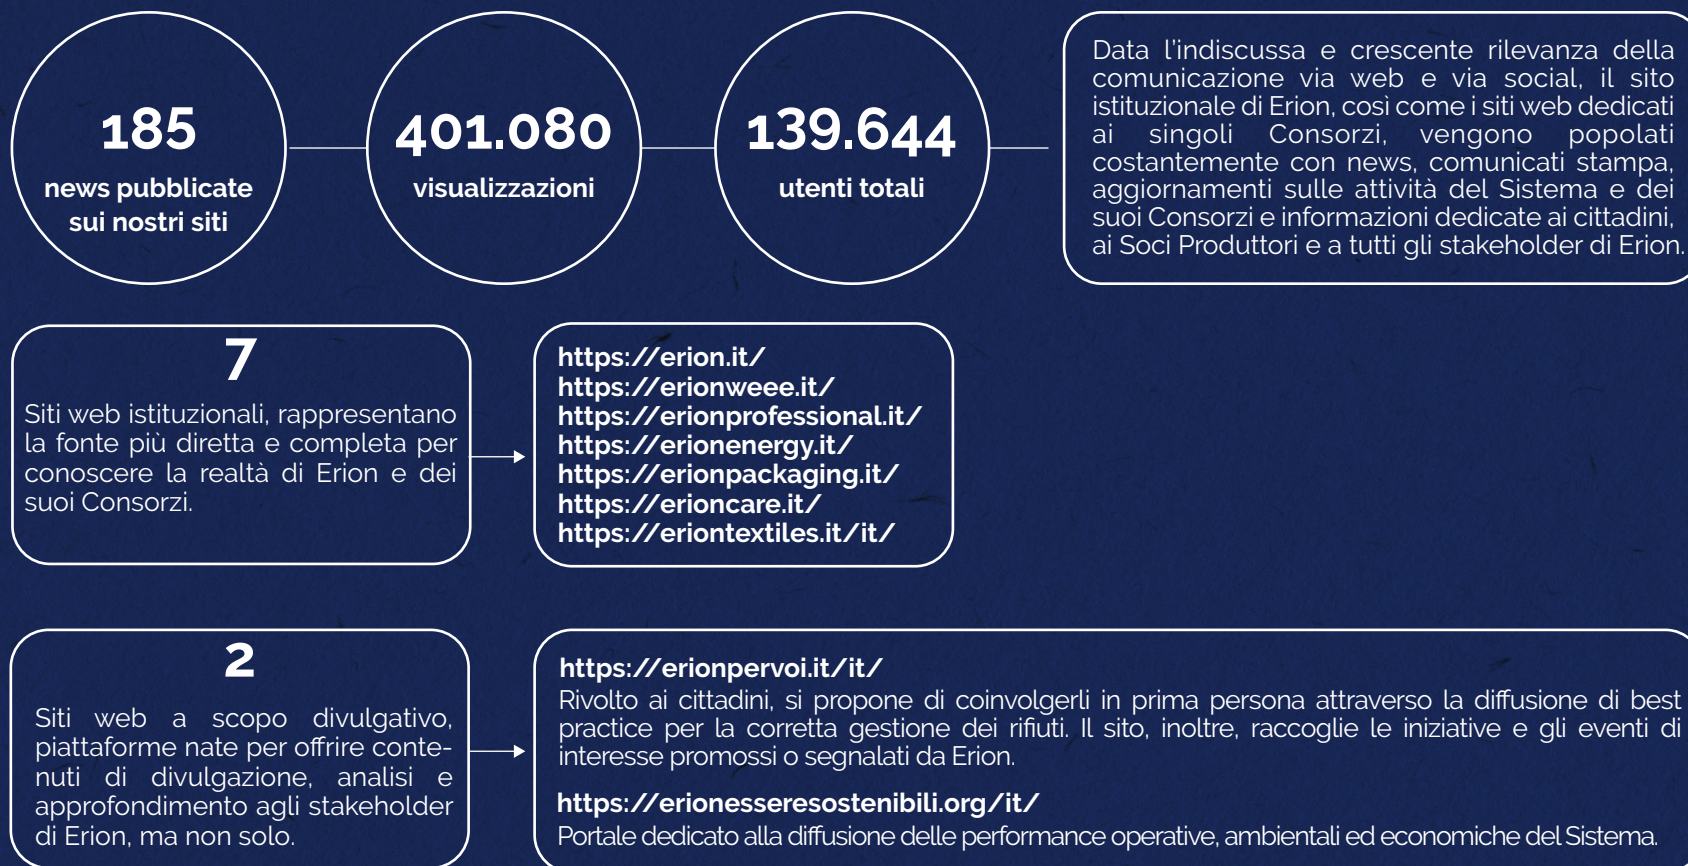 185
news pubblicate
sui nostri siti
401.080
visualizzazioni
139.644
utenti totali
Data l'indiscussa e crescente rilevanza della
comunicazione via web e via social, il sito
istituzionale di Erion, così come i siti web dedicati
ai singoli Consorzi, vengono popolati
costantemente con news, comunicati stampa,
aggiornamenti sulle attività del Sistema e dei
suoi Consorzi e informazioni dedicate ai cittadini,
ai Soci Produttori e a tutti gli stakeholder di Erion.
7
Siti web istituzionali, rappresentano
la fonte più diretta e completa per
conoscere la realtà di Erion e dei
suoi Consorzi.
https://erion.it/
https://erionweee.it/
https://erionprofessional.it/
https://erionenergy.it/
https://erionpackaging.it/
https://erioncare.it/
https://eriontextiles.it/it/
2
Siti web a scopo divulgativo,
piattaforme nate per offrire conte-
nuti di divulgazione, analisi e
approfondimento agli stakeholder
di Erion, ma non solo.
https://erionpervoi.it/it/
Rivolto ai cittadini, si propone di coinvolgerli in prima persona attraverso la diffusione di best
practice per la corretta gestione dei rifiuti. Il sito, inoltre, raccoglie le iniziative e gli eventi di
interesse promossi o segnalati da Erion.
https://erionesseresostenibili.org/it/
Portale dedicato alla diffusione delle performance operative, ambientali ed economiche del Sistema.